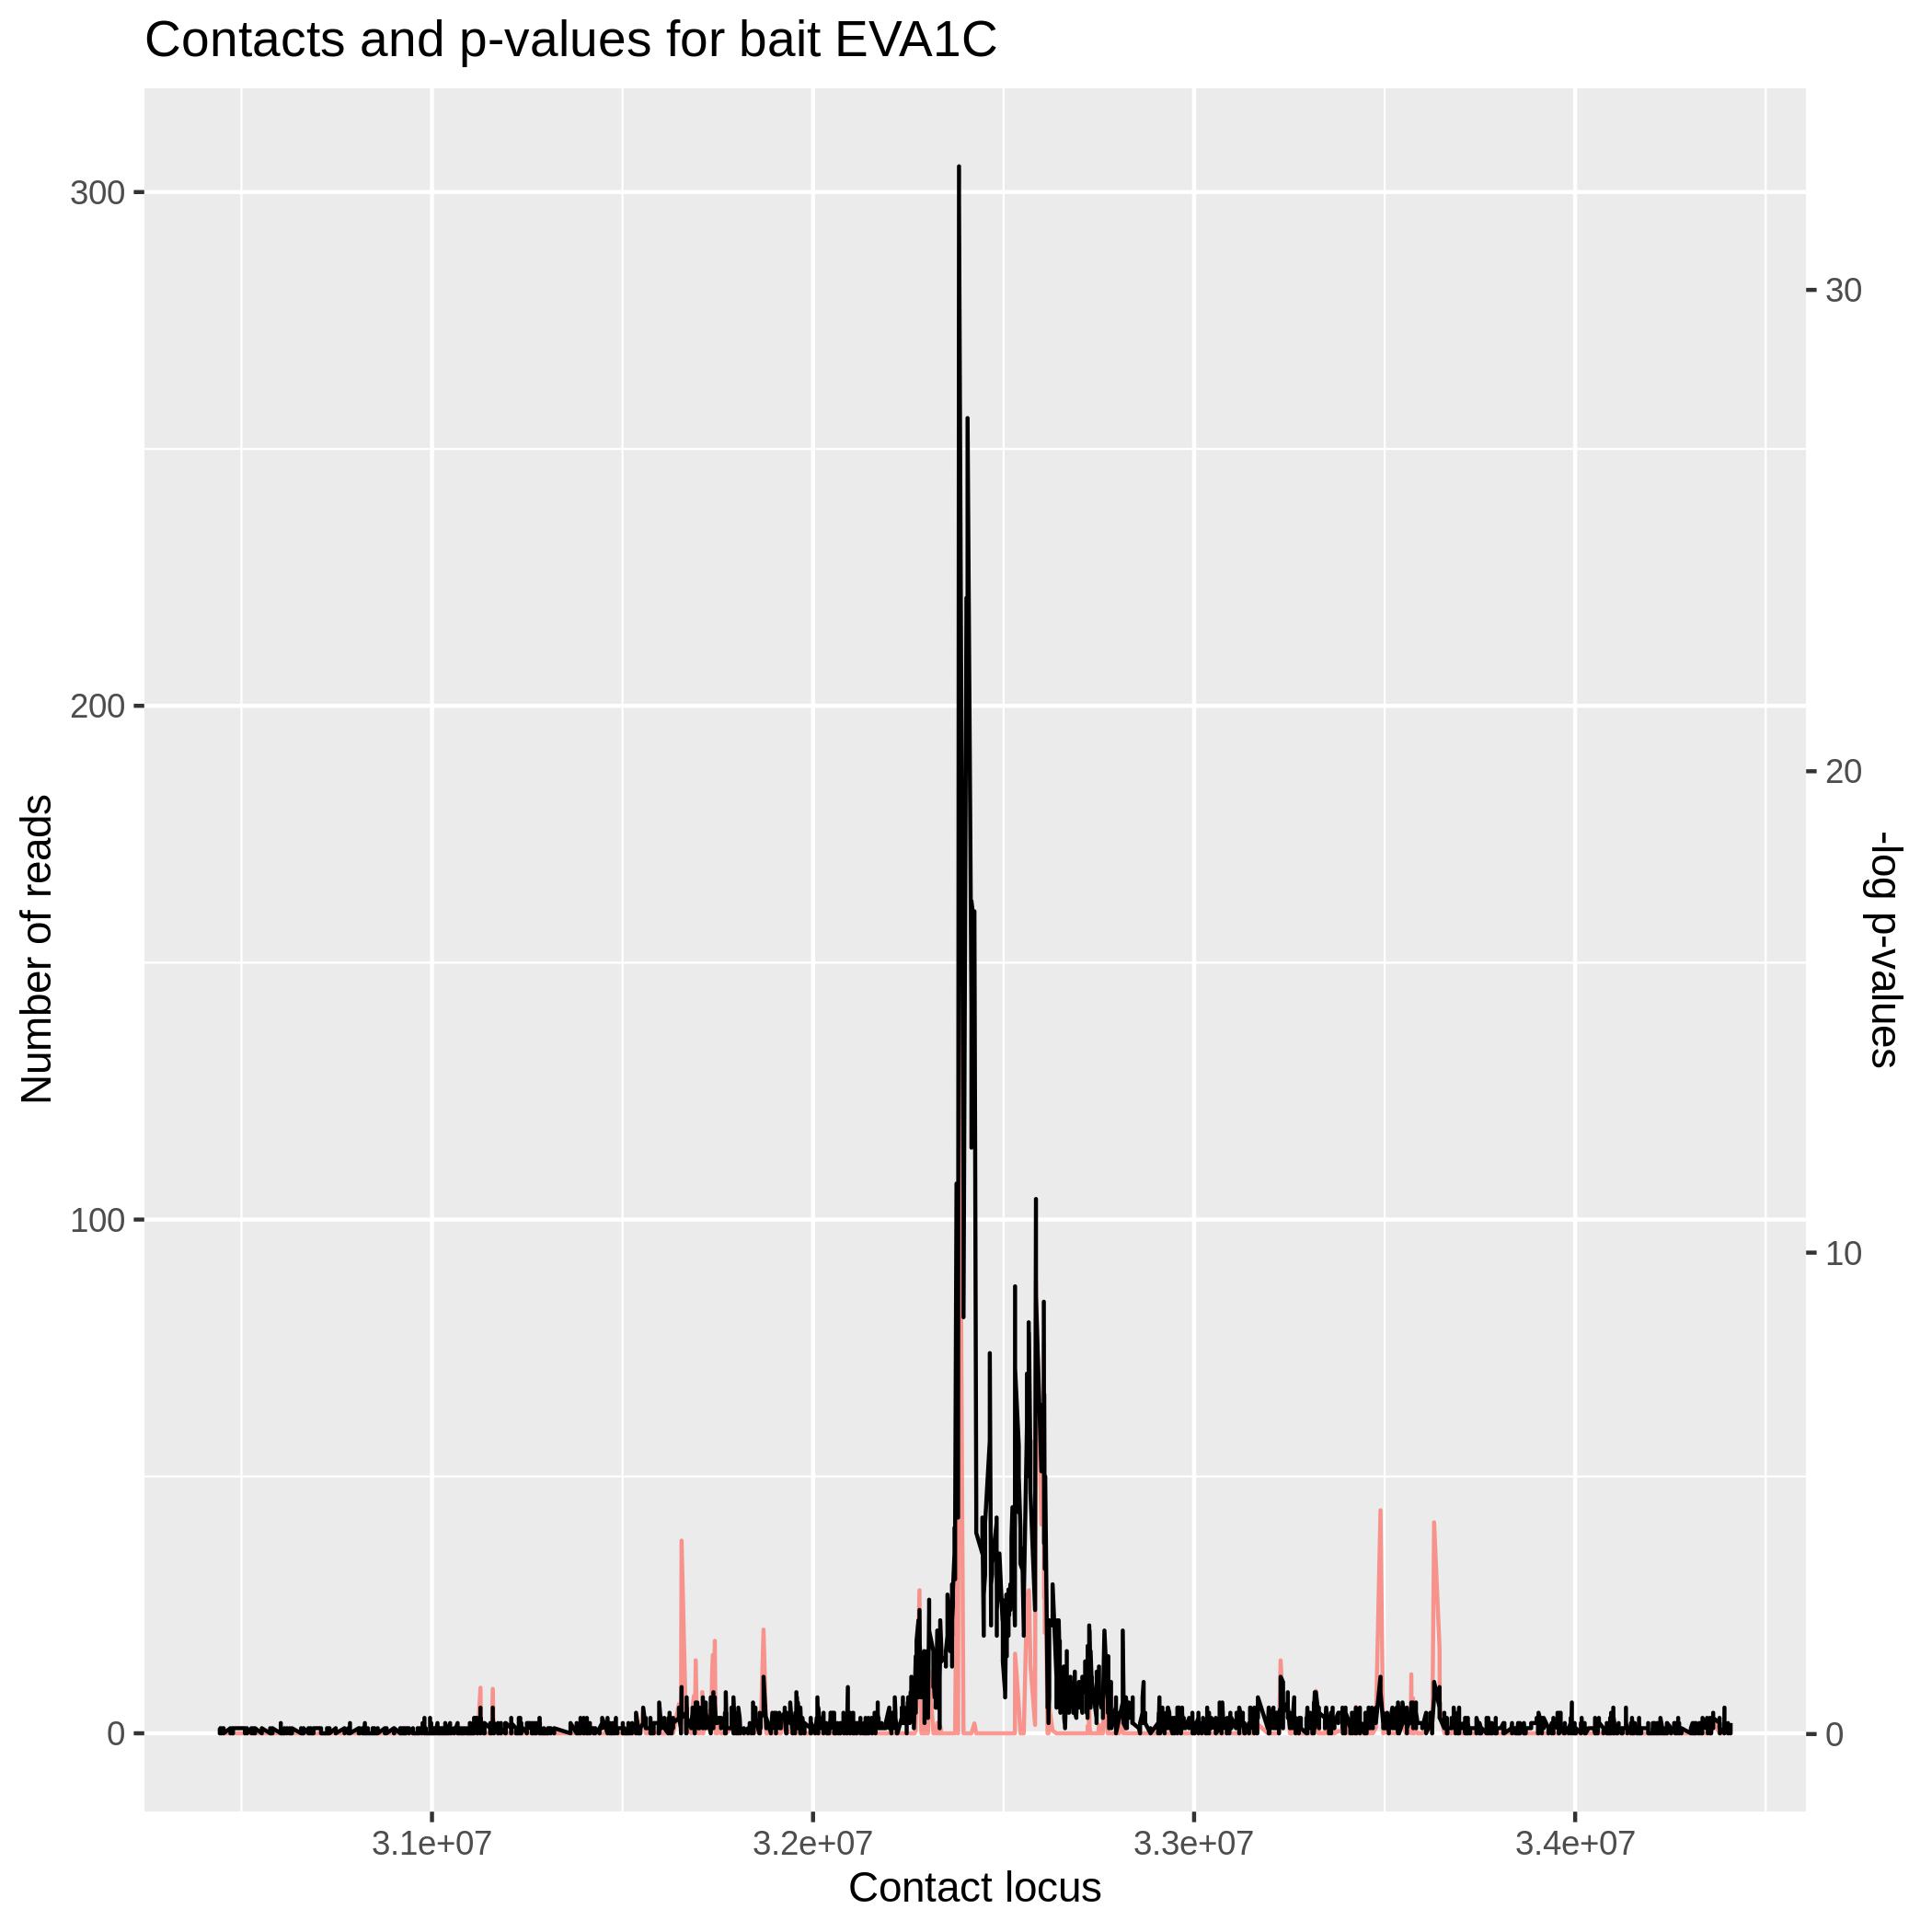 Contacts and p-values for bait EVA1C
300
200
100
0
30
20
10
0
Number of reads
-log p-values
3.1e+07
3.2e+07
3.3e+07
3.4e+07
Contact locus